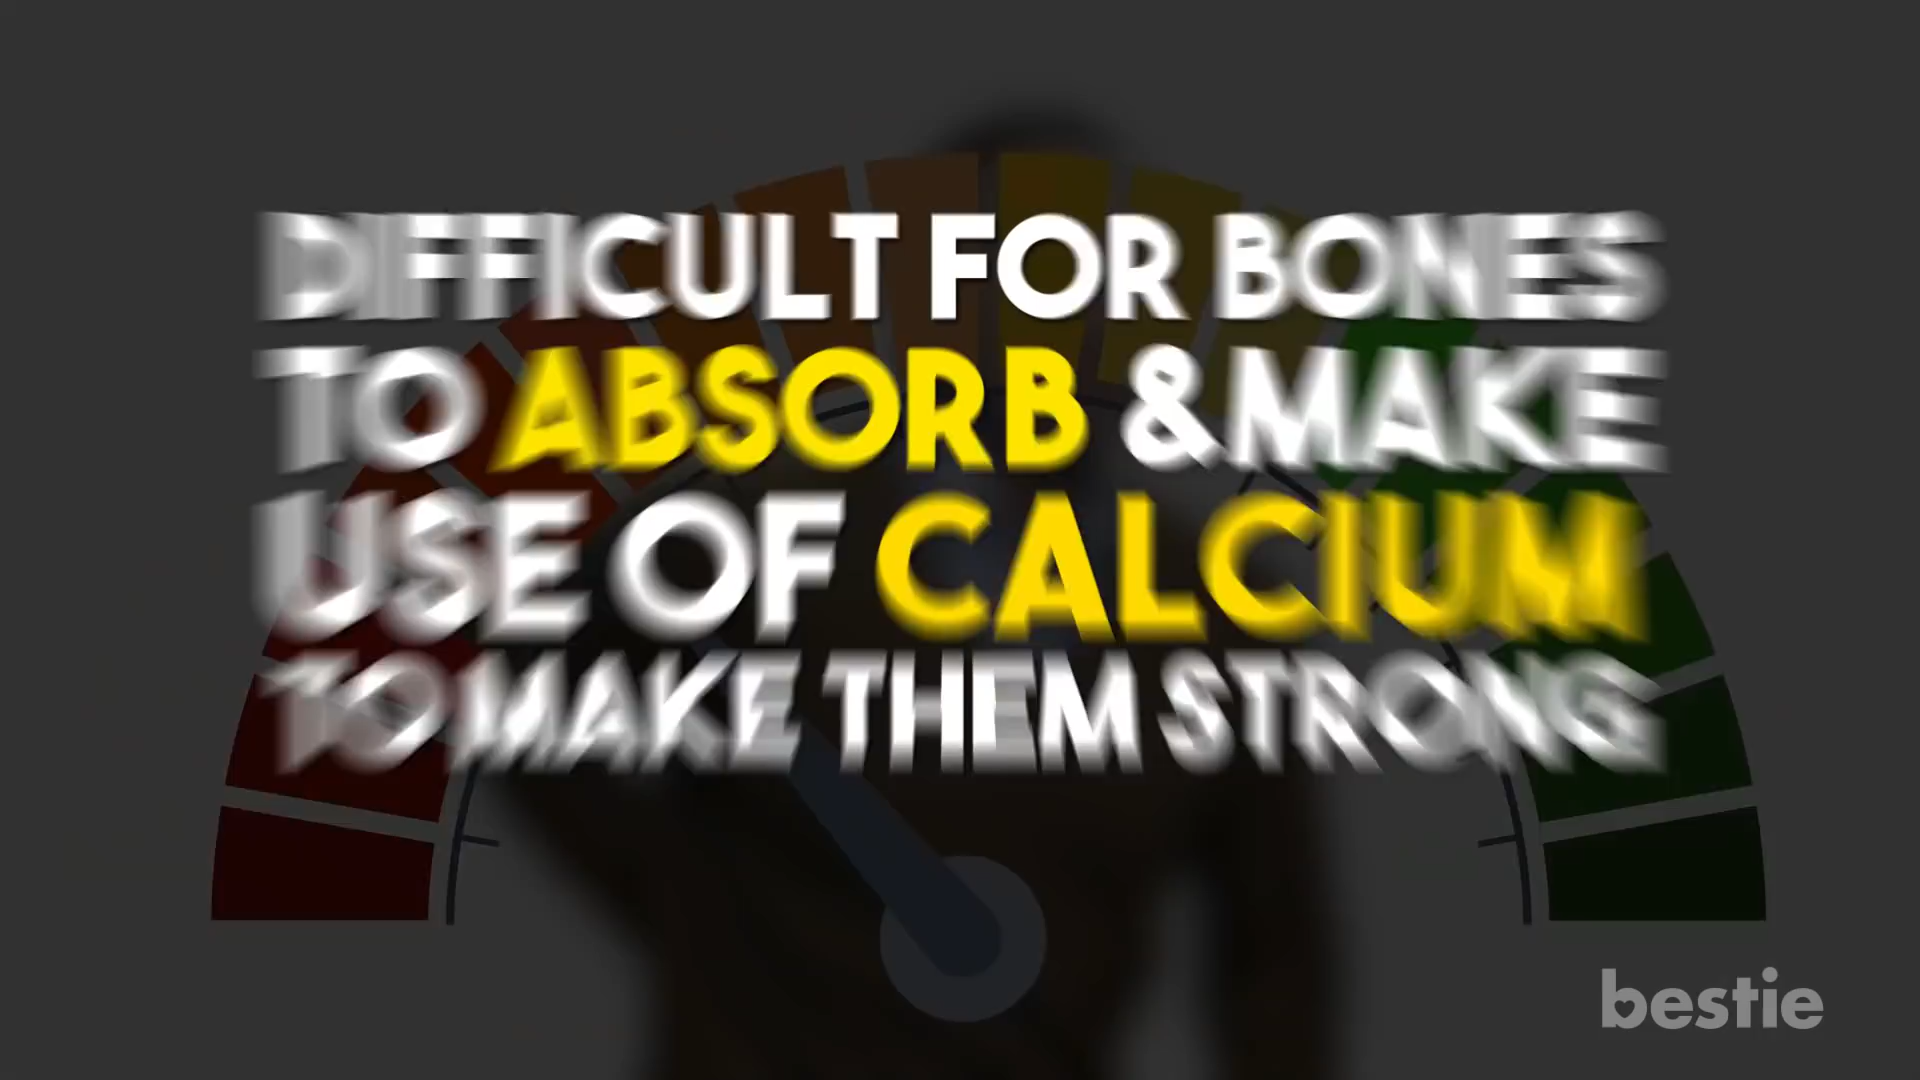 DIFFICULT FOR BONES
TO ABSORB & MAKE
USE OF CALCIUM
TO MAKE THEM STRONG
bestie